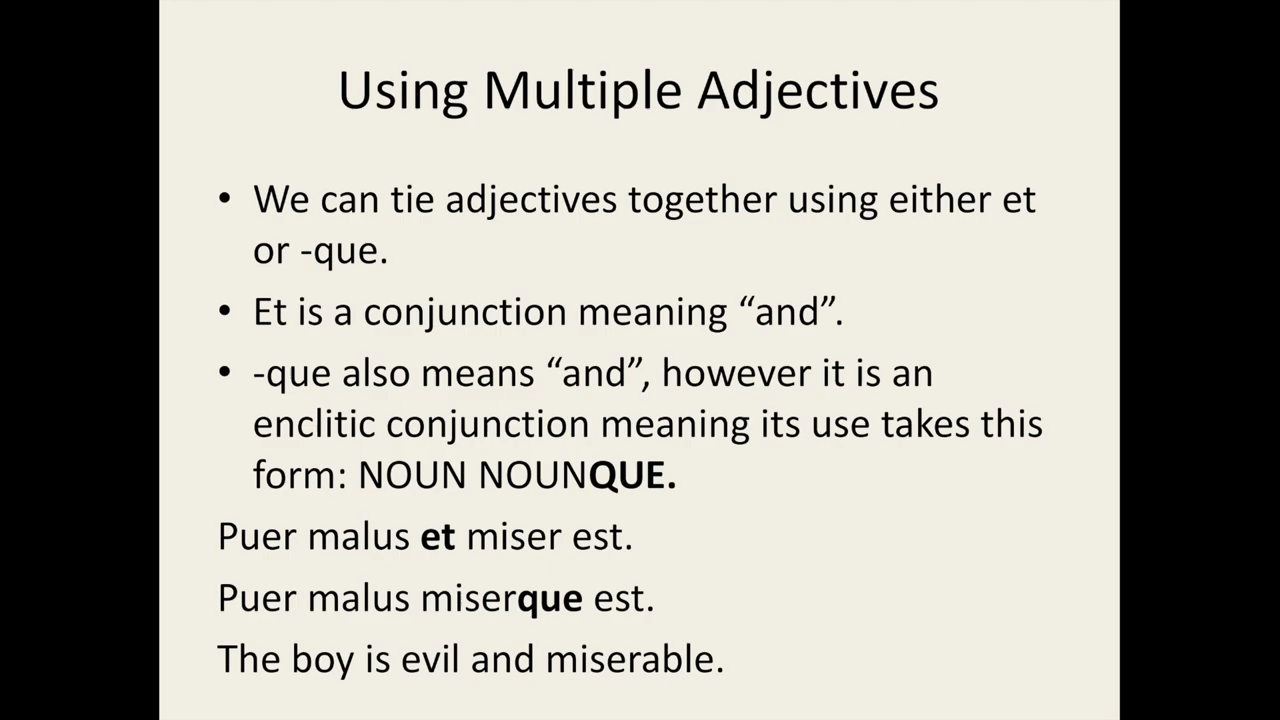 Using Multiple Adjectives
• We can tie adjectives together using either et
or -que.
• Et is a conjunction meaning “and”.
• -que also means “and”, however it is an
enclitic conjunction meaning its use takes this
form: NOUN NOUNQUE.
Puer malus et miser est.
Puer malus miserque est.
The boy is evil and miserable.